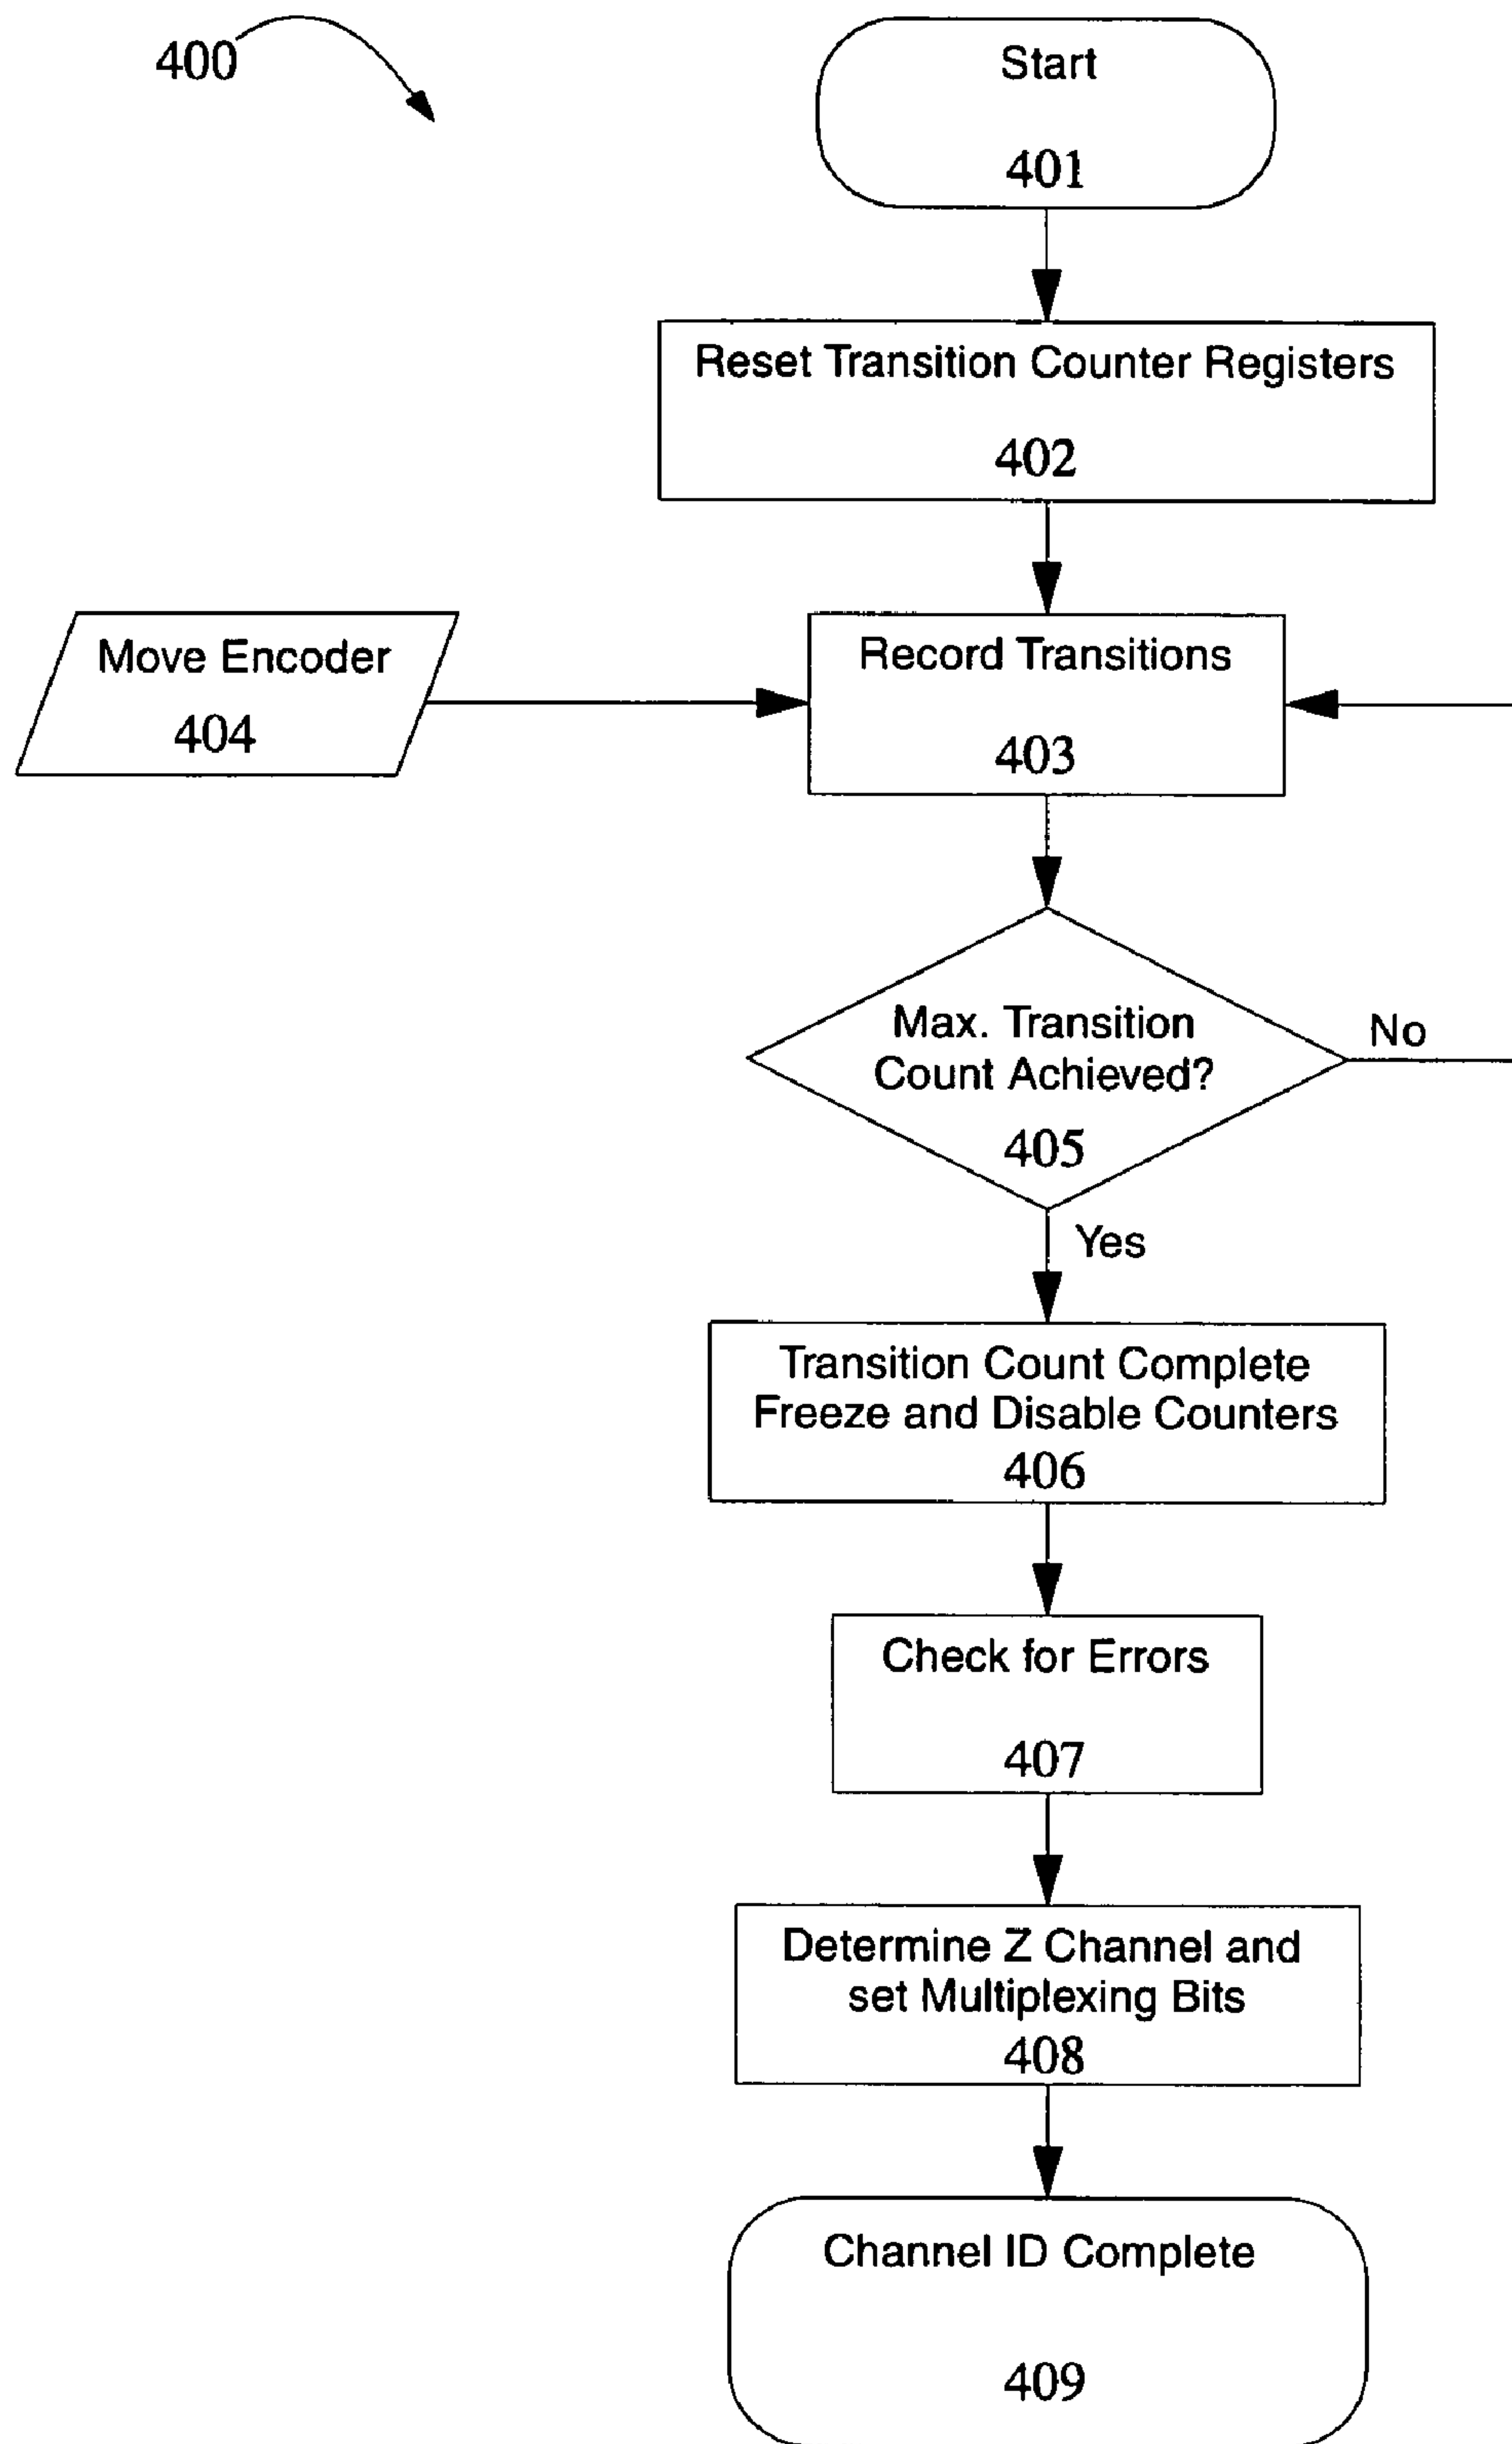 400
Start
401
Reset Transition Counter Registers
402
Move Encoder
404
Record Transitions
403
Max. Transition
Count Achieved?
405
No
Yes
Transition Count Complete
Freeze and Disable Counters
406
Check for Errors
407
Determine Z Channel and
set Multiplexing Bits
408
Channel ID Complete
409